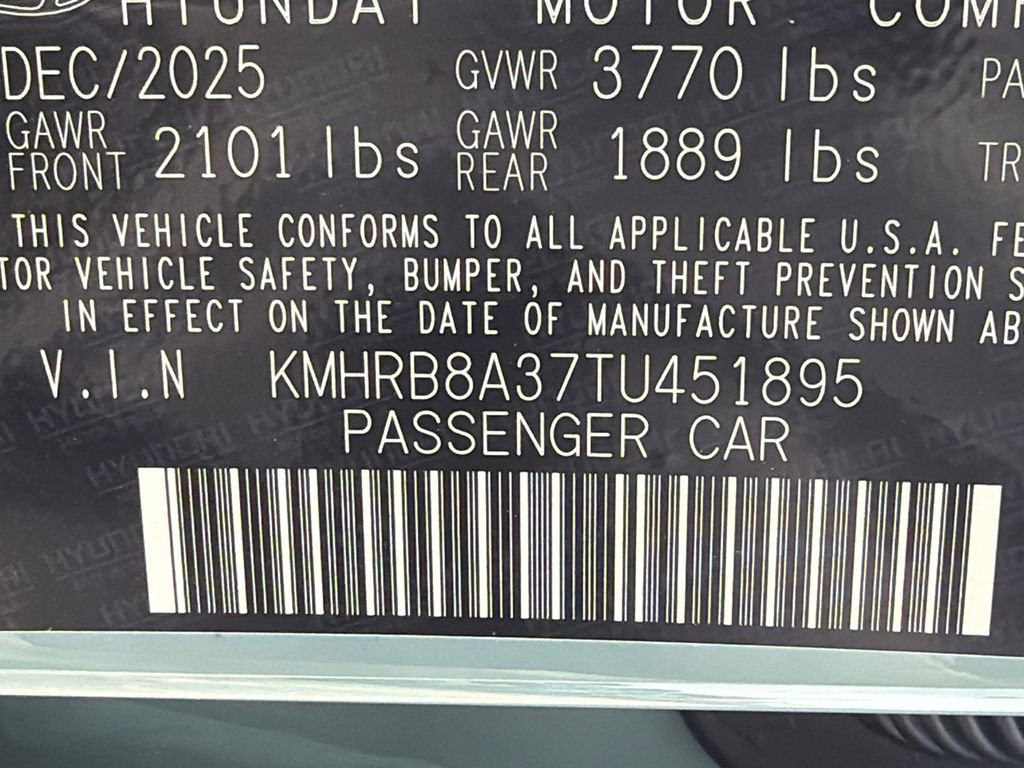 HYUNDAI MOTOR
DEC/2025 GVWR 3770 lbs
GAWR FRONT 2101 lbs GAWR REAR 1889 lbs
THIS VEHICLE CONFORMS TO ALL APPLICABLE U.S.A.
VEHICLE SAFETY, BUMPER, AND THEFT PREVENTION
IN EFFECT ON THE DATE OF MANUFACTURE SHOWN
V.I.N KMHRB8A37TU451895
PASSENGER CAR